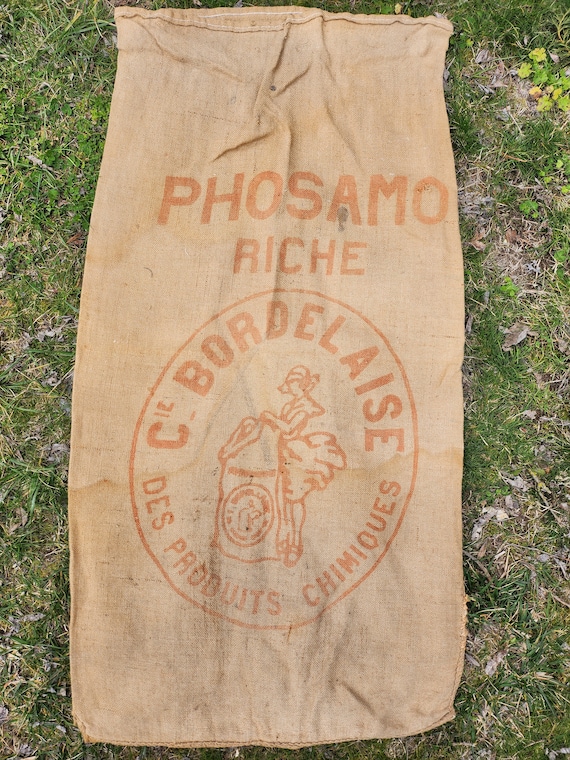 PHOSAMO
RICHE
Cie BORDELAISE
DES PRODUITS CHIMIQUES